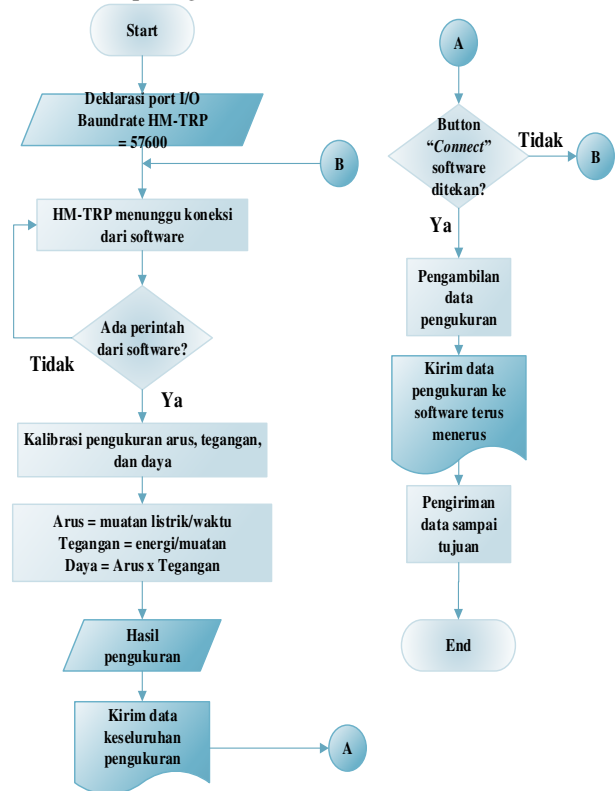 Start
Deklarasi port I/O
Baundrate HM-TRP
= 57600
B
HM-TRP menunggu koneksi
dari software
Ada perintah
dari software?
Tidak
Ya
Kalibrasi pengukuran arus, tegangan,
dan daya
Arus = muatan listrik/waktu
Tegangan = energi/muatan
Daya = Arus x Tegangan
Hasil
pengukuran
Kirim data
keseluruhan
pengukuran
A
A
Button
“Connect”
software
ditekan?
Tidak
B
Ya
Pengambilan
data
pengukuran
Kirim data
pengukuran ke
software terus
menerus
Pengiriman
data sampai
tujuan
End